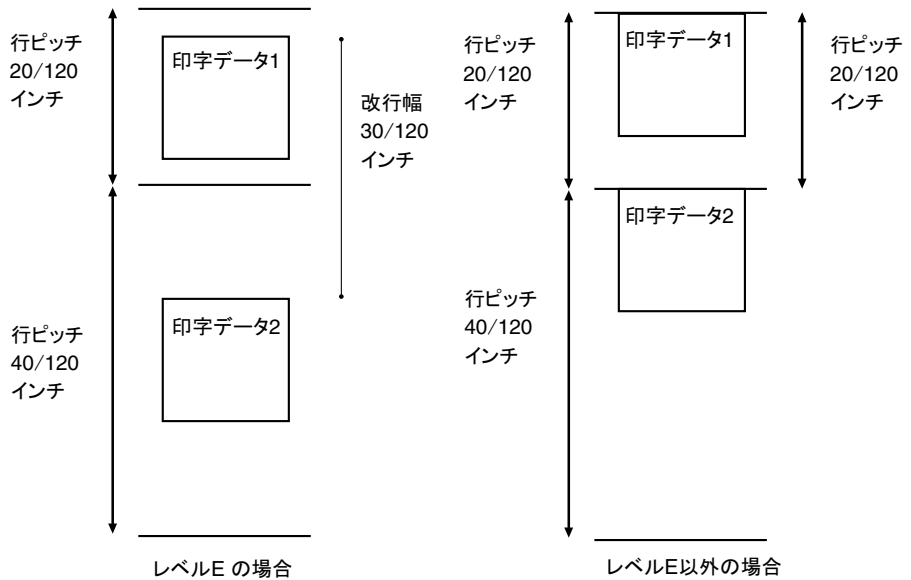 行ピッチ
20/120
インチ
印字データ1
改行幅
30/120
インチ
行ピッチ
40/120
インチ
印字データ2
レベルE の場合
行ピッチ
20/120
インチ
印字データ1
行ピッチ
20/120
インチ
印字データ2
行ピッチ
40/120
インチ
レベルE以外の場合